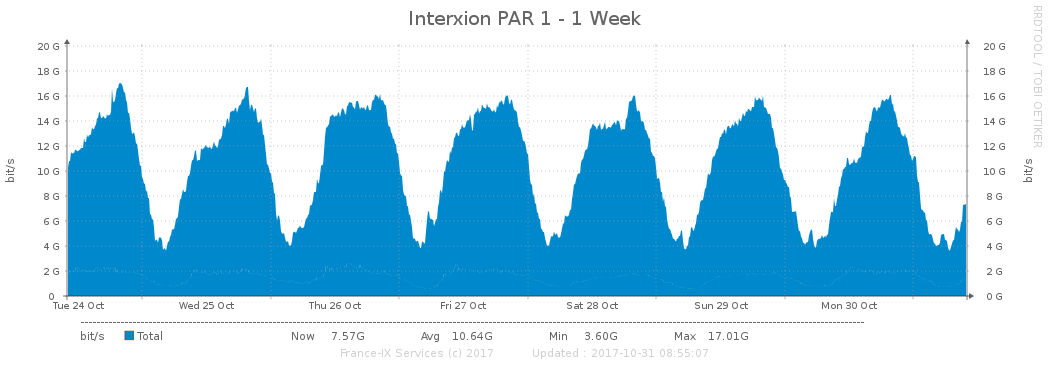 Interxion PAR 1 - 1 Week
RRDTOOL / TOBI OETIKER
bit/s
20 G 20 G
18 G 18 G
16 G 16 G
14 G 14 G
12 G 12 G
10 G 10 G
8 G 8 G
6 G 6 G
4 G 4 G
2 G 2 G
0 0 G
bit/s
Tue 24 Oct Wed 25 Oct Thu 26 Oct Fri 27 Oct Sat 28 Oct Sun 29 Oct Mon 30 Oct
bit/s Total Now 7.57G Avg 10.64G Min 3.60G Max 17.01G
France-IX Services (c) 2017 Updated : 2017-10-31 08:55:07